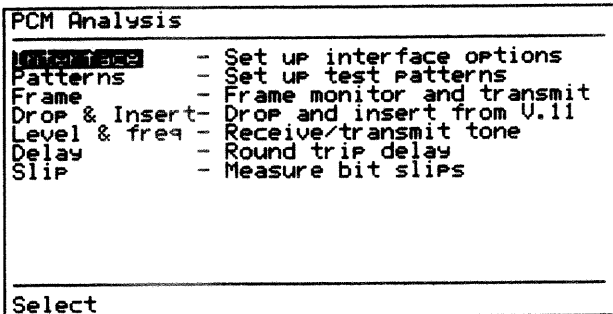 PCM Analysis
Interface - Set up interface options
Patterns - Set up test patterns
Frame - Frame monitor and transmit
Drop & Insert- Drop and insert from V.11
Level & freq - Receive/transmit tone
Delay - Round trip delay
Slip - Measure bit slips
Select